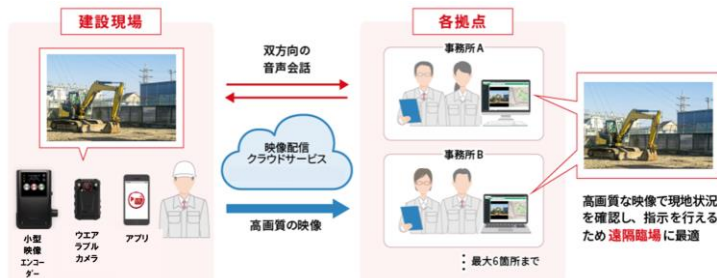 建設現場
小型
映像
エンコー
ダー
ウエア
ラブル
カメラ
アプリ
双方向の
音声会話
映像配信
クラウドサービス
高画質の映像
各拠点
事務所A
事務所B
最大6箇所まで
高画質な映像で現地状況
を確認し、指示を行える
ため遠隔臨場に最適